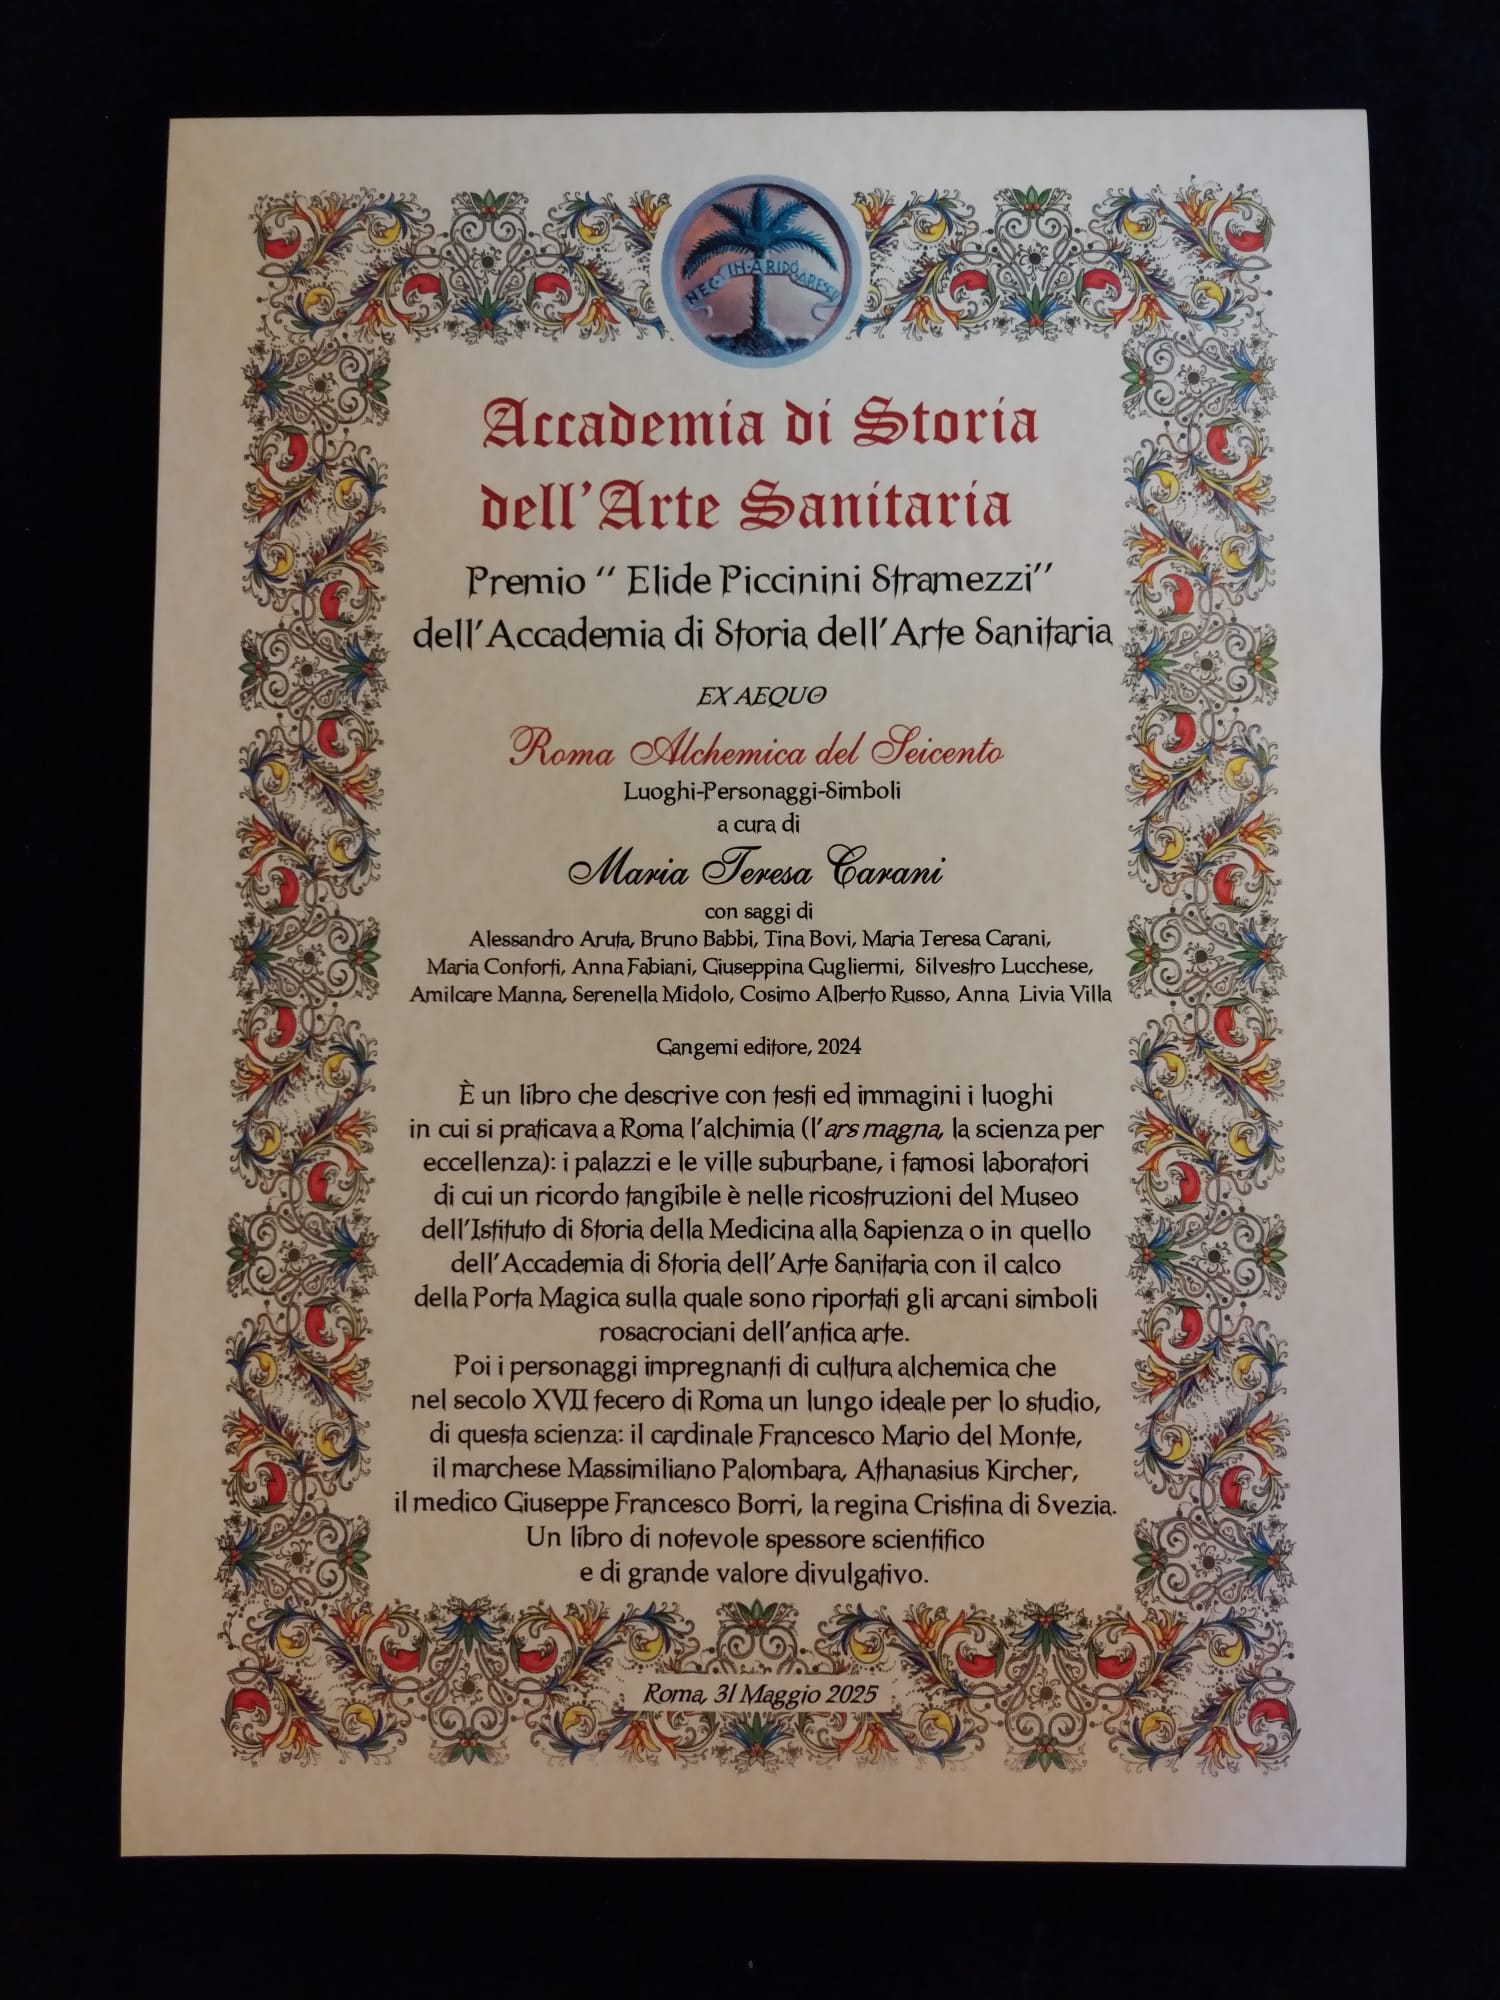 NEC IN ARIDO ARESCIT
Accademia di Storia
dell'Arte Sanitaria
Premio “ Elide Piccinini Stramezzi”
dell'Accademia di Storia dell'Arte Sanitaria
EX AEQUO
Roma Alchemica del Seicento
Luoghi-Personaggi-Simboli
a cura di
Maria Teresa Carani
con saggi di
Alessandro Aruta, Bruno Babbi, Tina Bovi, Maria Teresa Carani,
Maria Conforti, Anna Fabiani, Giuseppina Gugliermi, Silvestro Lucchese,
Amilcare Manna, Serenella Midolo, Cosimo Alberto Russo, Anna Livia Villa
Gangemi editore, 2024
È un libro che descrive con testi ed immagini i luoghi
in cui si praticava a Roma l'alchimia (l'ars magna, la scienza per
eccellenza): i palazzi e le ville suburbane, i famosi laboratori
di cui un ricordo tangibile è nelle ricostruzioni del Museo
dell'Istituto di Storia della Medicina alla Sapienza o in quello
dell'Accademia di Storia dell'Arte Sanitaria con il calco
della Porta Magica sulla quale sono riportati gli arcani simboli
rosacrociani dell'antica arte.
Poi i personaggi impregnanti di cultura alchemica che
nel secolo XVII fecero di Roma un lungo ideale per lo studio,
di questa scienza: il cardinale Francesco Mario del Monte,
il marchese Massimiliano Palombara, Athanasius Kircher,
il medico Giuseppe Francesco Borri, la regina Cristina di Svezia.
Un libro di notevole spessore scientifico
e di grande valore divulgativo.
Roma, 31 Maggio 2025